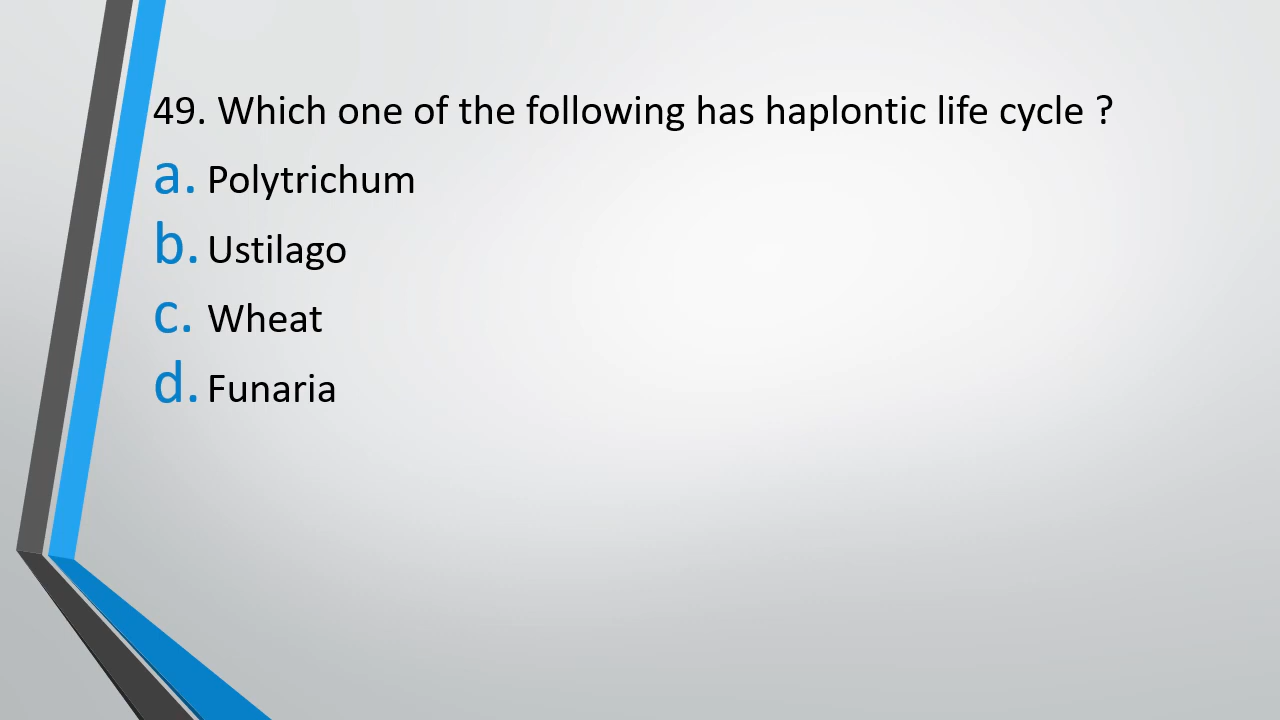 49. Which one of the following has haplontic life cycle ?
a. Polytrichum
b. Ustilago
c. Wheat
d. Funaria